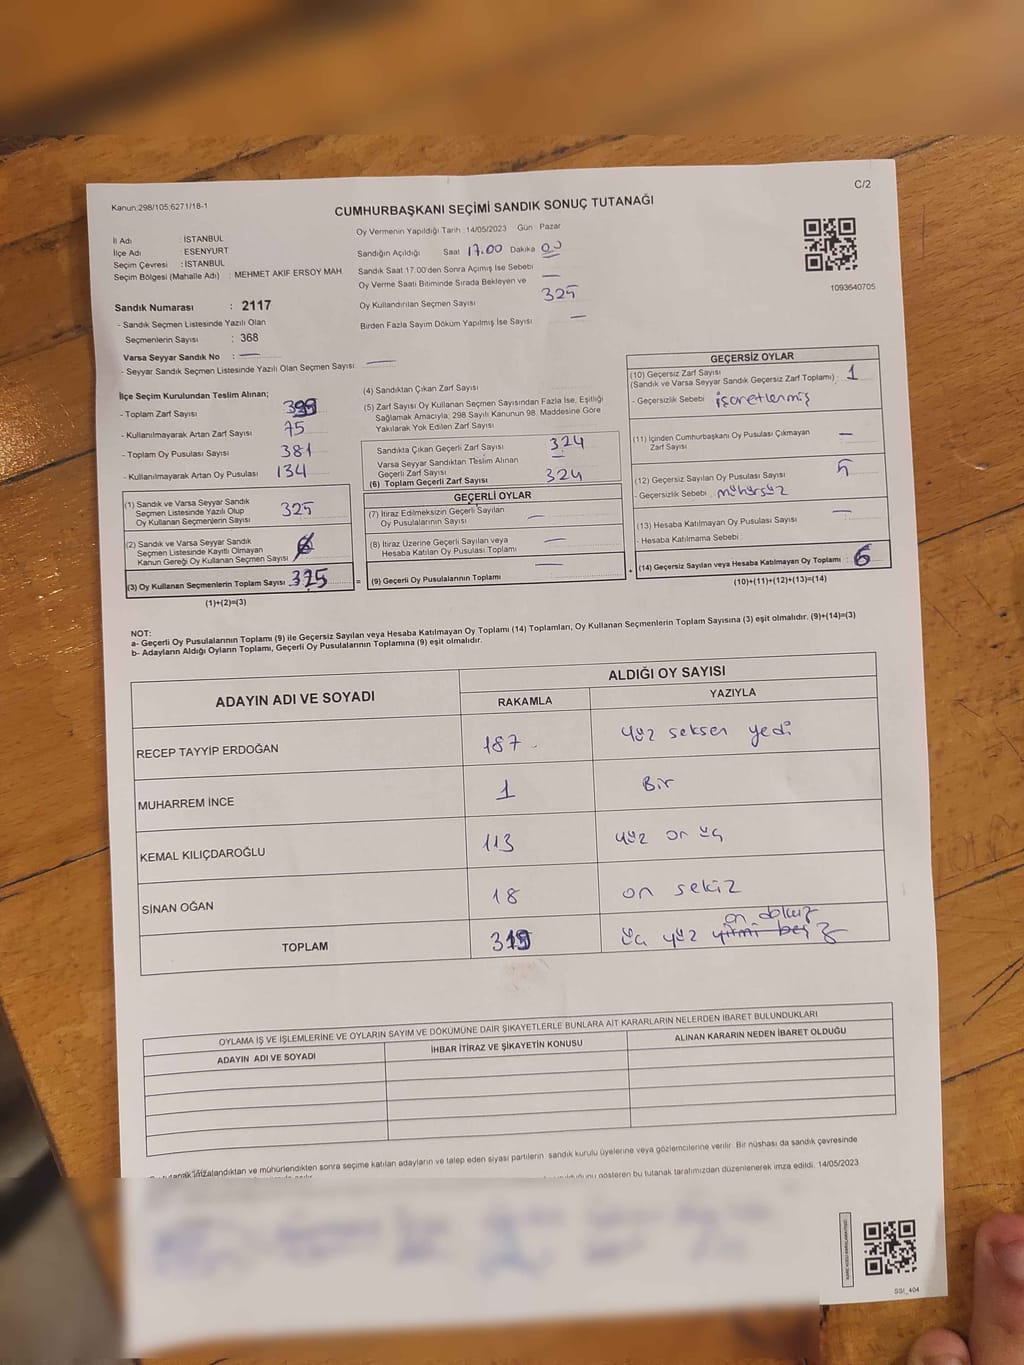 Kanun:298/105:6271/18-1
C/2
CUMHURBAŞKANI SEÇİMİ SANDIK SONUÇ TUTANAĞI
İl Adı : İSTANBUL
İlçe Adı : ESENYURT
Seçim Çevresi : İSTANBUL
Seçim Bölgesi (Mahalle Adı) : MEHMET AKİF ERSOY MAH.
Oy Vermenin Yapıldığı Tarih : 14/05/2023 Gün Pazar
Sandığın Açıldığı Saat 17.00 Dakika 00
Sandık Saat 17.00'den Sonra Açımış İse Sebebi —
Oy Verme Saati Bitiminde Sırada Bekleyen ve
Oy Kullandırılan Seçmen Sayısı 325
Birden Fazla Sayım Döküm Yapılmış İse Sayısı —
1093640705
Sandık Numarası : 2117
- Sandık Seçmen Listesinde Yazılı Olan
Seçmenlerin Sayısı : 368
Varsa Seyyar Sandık No : —
- Seyyar Sandık Seçmen Listesinde Yazılı Olan Seçmen Sayısı: —
İlçe Seçim Kurulundan Teslim Alınan;
- Toplam Zarf Sayısı
- Kullanılmayarak Artan Zarf Sayısı 75
- Toplam Oy Pusulası Sayısı 381
- Kullanılmayarak Artan Oy Pusulası 134
(1) Sandık ve Varsa Seyyar Sandık
Seçmen Listesinde Yazılı Olup
Oy Kullanan Seçmenlerin Sayısı 325
(2) Sandık ve Varsa Seyyar Sandık
Seçmen Listesinde Kayıtlı Olmayan
Kanun Gereği Oy Kullanan Seçmen Sayısı
(3) Oy Kullanan Seçmenlerin Toplam Sayısı 325 =
(1)+(2)=(3)
(4) Sandıktan Çıkan Zarf Sayısı
(5) Zarf Sayısı Oy Kullanan Seçmen Sayısından Fazla İse, Eşitliği
Sağlamak Amacıyla; 298 Sayılı Kanunun 98. Maddesine Göre
Yakılarak Yok Edilen Zarf Sayısı
Sandıkta Çıkan Geçerli Zarf Sayısı 324
Varsa Seyyar Sandıktan Teslim Alınan
Geçerli Zarf Sayısı —
(6) Toplam Geçerli Zarf Sayısı 324
GEÇERLİ OYLAR
(7) İtiraz Edilmeksizin Geçerli Sayılan
Oy Pusulalarının Sayısı —
(8) İtiraz Üzerine Geçerli Sayılan veya
Hesaba Katılan Oy Pusulası Toplamı —
(9) Geçerli Oy Pusulalarının Toplamı — +
GEÇERSİZ OYLAR
(10) Geçersiz Zarf Sayısı
(Sandık ve Varsa Seyyar Sandık Geçersiz Zarf Toplamı) : 1
- Geçersizlik Sebebi işaretlenmiş
(11) İçinden Cumhurbaşkanı Oy Pusulası Çıkmayan
Zarf Sayısı —
(12) Geçersiz Sayılan Oy Pusulası Sayısı 5
- Geçersizlik Sebebi mühürsüz
(13) Hesaba Katılmayan Oy Pusulası Sayısı —
- Hesaba Katılmama Sebebi
(14) Geçersiz Sayılan veya Hesaba Katılmayan Oy Toplamı : 6
(10)+(11)+(12)+(13)=(14)
NOT:
a- Geçerli Oy Pusulalarının Toplamı (9) ile Geçersiz Sayılan veya Hesaba Katılmayan Oy Toplamı (14) Toplamları, Oy Kullanan Seçmenlerin Toplam Sayısına (3) eşit olmalıdır. (9)+(14)=(3)
b- Adayların Aldığı Oyların Toplamı, Geçerli Oy Pusulalarının Toplamına (9) eşit olmalıdır.
ADAYIN ADI VE SOYADI
ALDIĞI OY SAYISI
RAKAMLA YAZIYLA
RECEP TAYYİP ERDOĞAN 187 yüz seksen yedi
MUHARREM İNCE 1 Bir
KEMAL KILIÇDAROĞLU 113 yüz on üç
SİNAN OĞAN 18 on sekiz
on dokuz
TOPLAM 319 üç yüz yirmi beş
OYLAMA İŞ VE İŞLEMLERİNE VE OYLARIN SAYIM VE DÖKÜMÜNE DAİR ŞİKAYETLERLE BUNLARA AİT KARARLARIN NELERDEN İBARET BULUNDUKLARI
ADAYIN ADI VE SOYADI İHBAR İTİRAZ VE ŞİKAYETİN KONUSU ALINAN KARARIN NEDEN İBARET OLDUĞU
tutanak imzalandıktan ve mühürlendikten sonra seçime katılan adayların ve talep eden siyasi partilerin sandık kurulu üyelerine veya gözlemcilerine verilir. Bir nüshası da sandık çevresinde
gösteren bu tutanak tarafımızdan düzenlenerek imza edildi. 14/05/2023
SSI_404